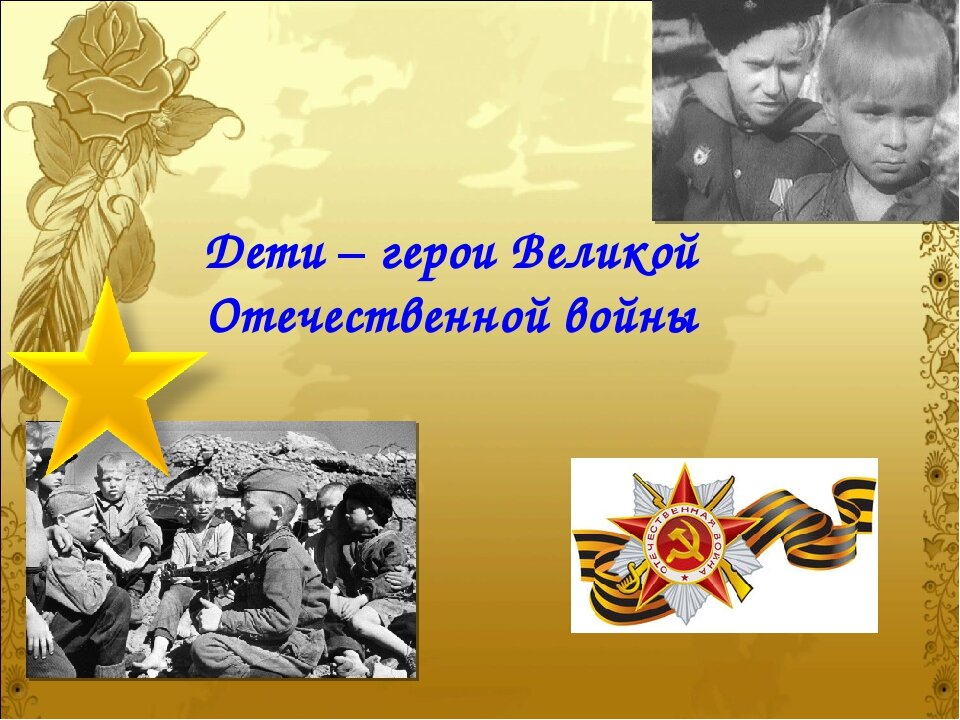 Дети – герои Великой
Отечественной войны
ОТЕЧЕСТВЕННАЯ ВОЙНА